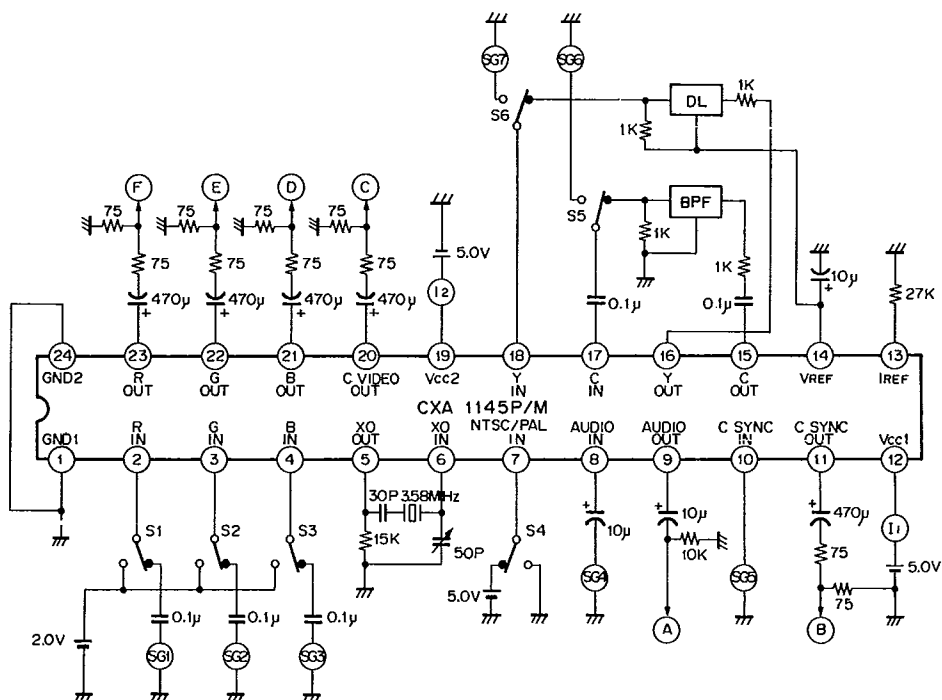 SG7 SG6
1K
S6
DL
1K
F E D C
S5
BPF
75 75 75 75
5.0V
1K
75 75 75 75
1K
10μ
+
I2
27K
470μ 470μ 470μ 470μ
0.1μ
0.1μ
+ + + +
24 23 22 21 20 19 18 17 16 15 14 13
GND2
R OUT
G OUT
B OUT
C VIDEO OUT
Vcc2
Y IN
C IN
Y OUT
C OUT
VREF
IREF
CXA 1145P/M
GND1
R IN
G IN
B IN
XO OUT
XO IN
NTSC/PAL IN
AUDIO IN
AUDIO OUT
C SYNC IN
C SYNC OUT
Vcc1
1 2 3 4 5 6 7 8 9 10 11 12
30P 3.58MHz
+ + +
S1 S2 S3
S4
10μ
10μ
470μ
I1
15K
50P
10K
75
5.0V
SG4
SG5
5.0V
75
0.1μ 0.1μ 0.1μ
A
B
2.0V
SG1 SG2 SG3